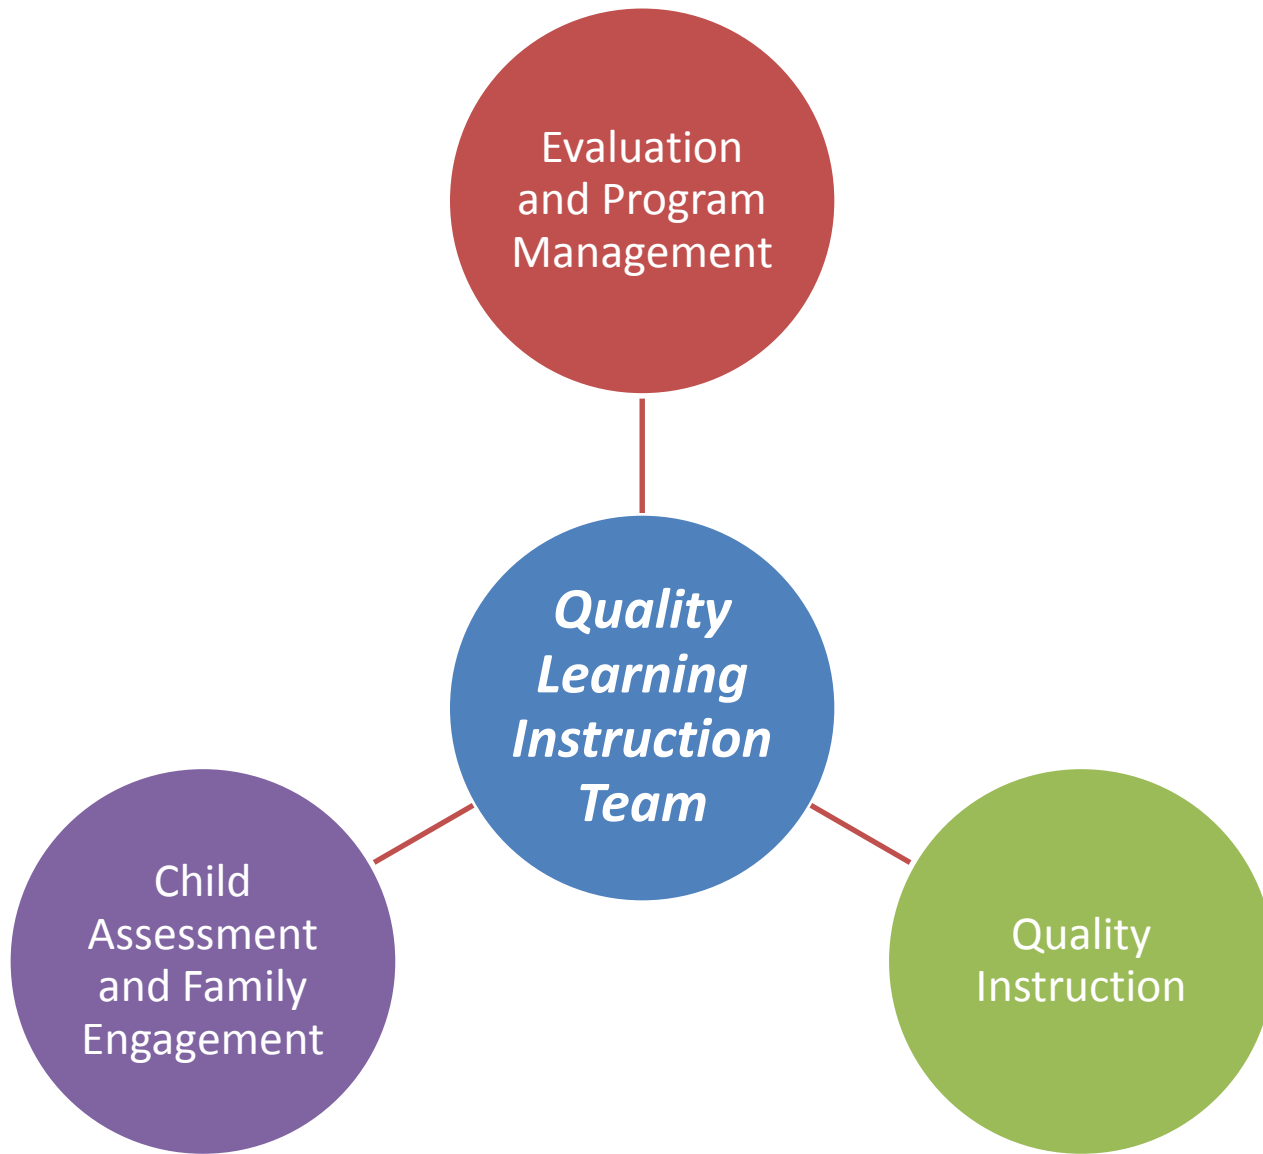 Evaluation
and Program
Management
Quality
Learning
Instruction
Team
Child
Assessment
and Family
Engagement
Quality
Instruction